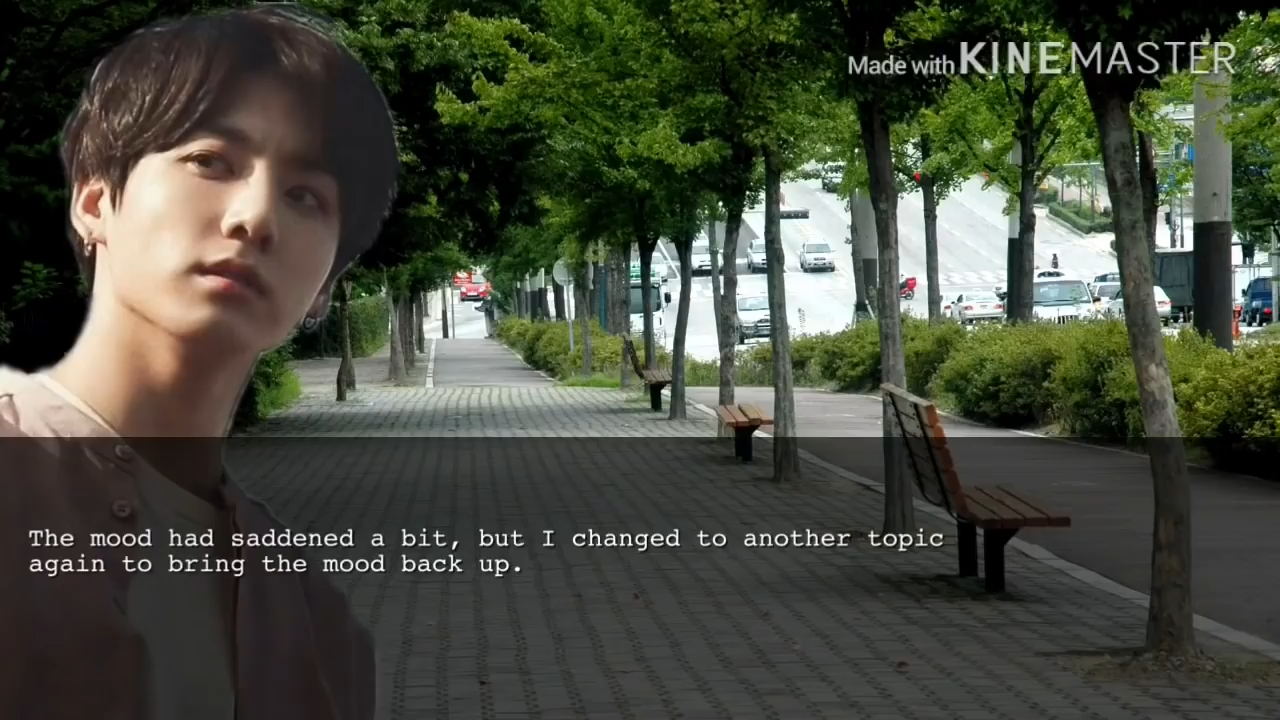 Made with KINEMASTER
The mood had saddened a bit, but I changed to another topic
again to bring the mood back up.